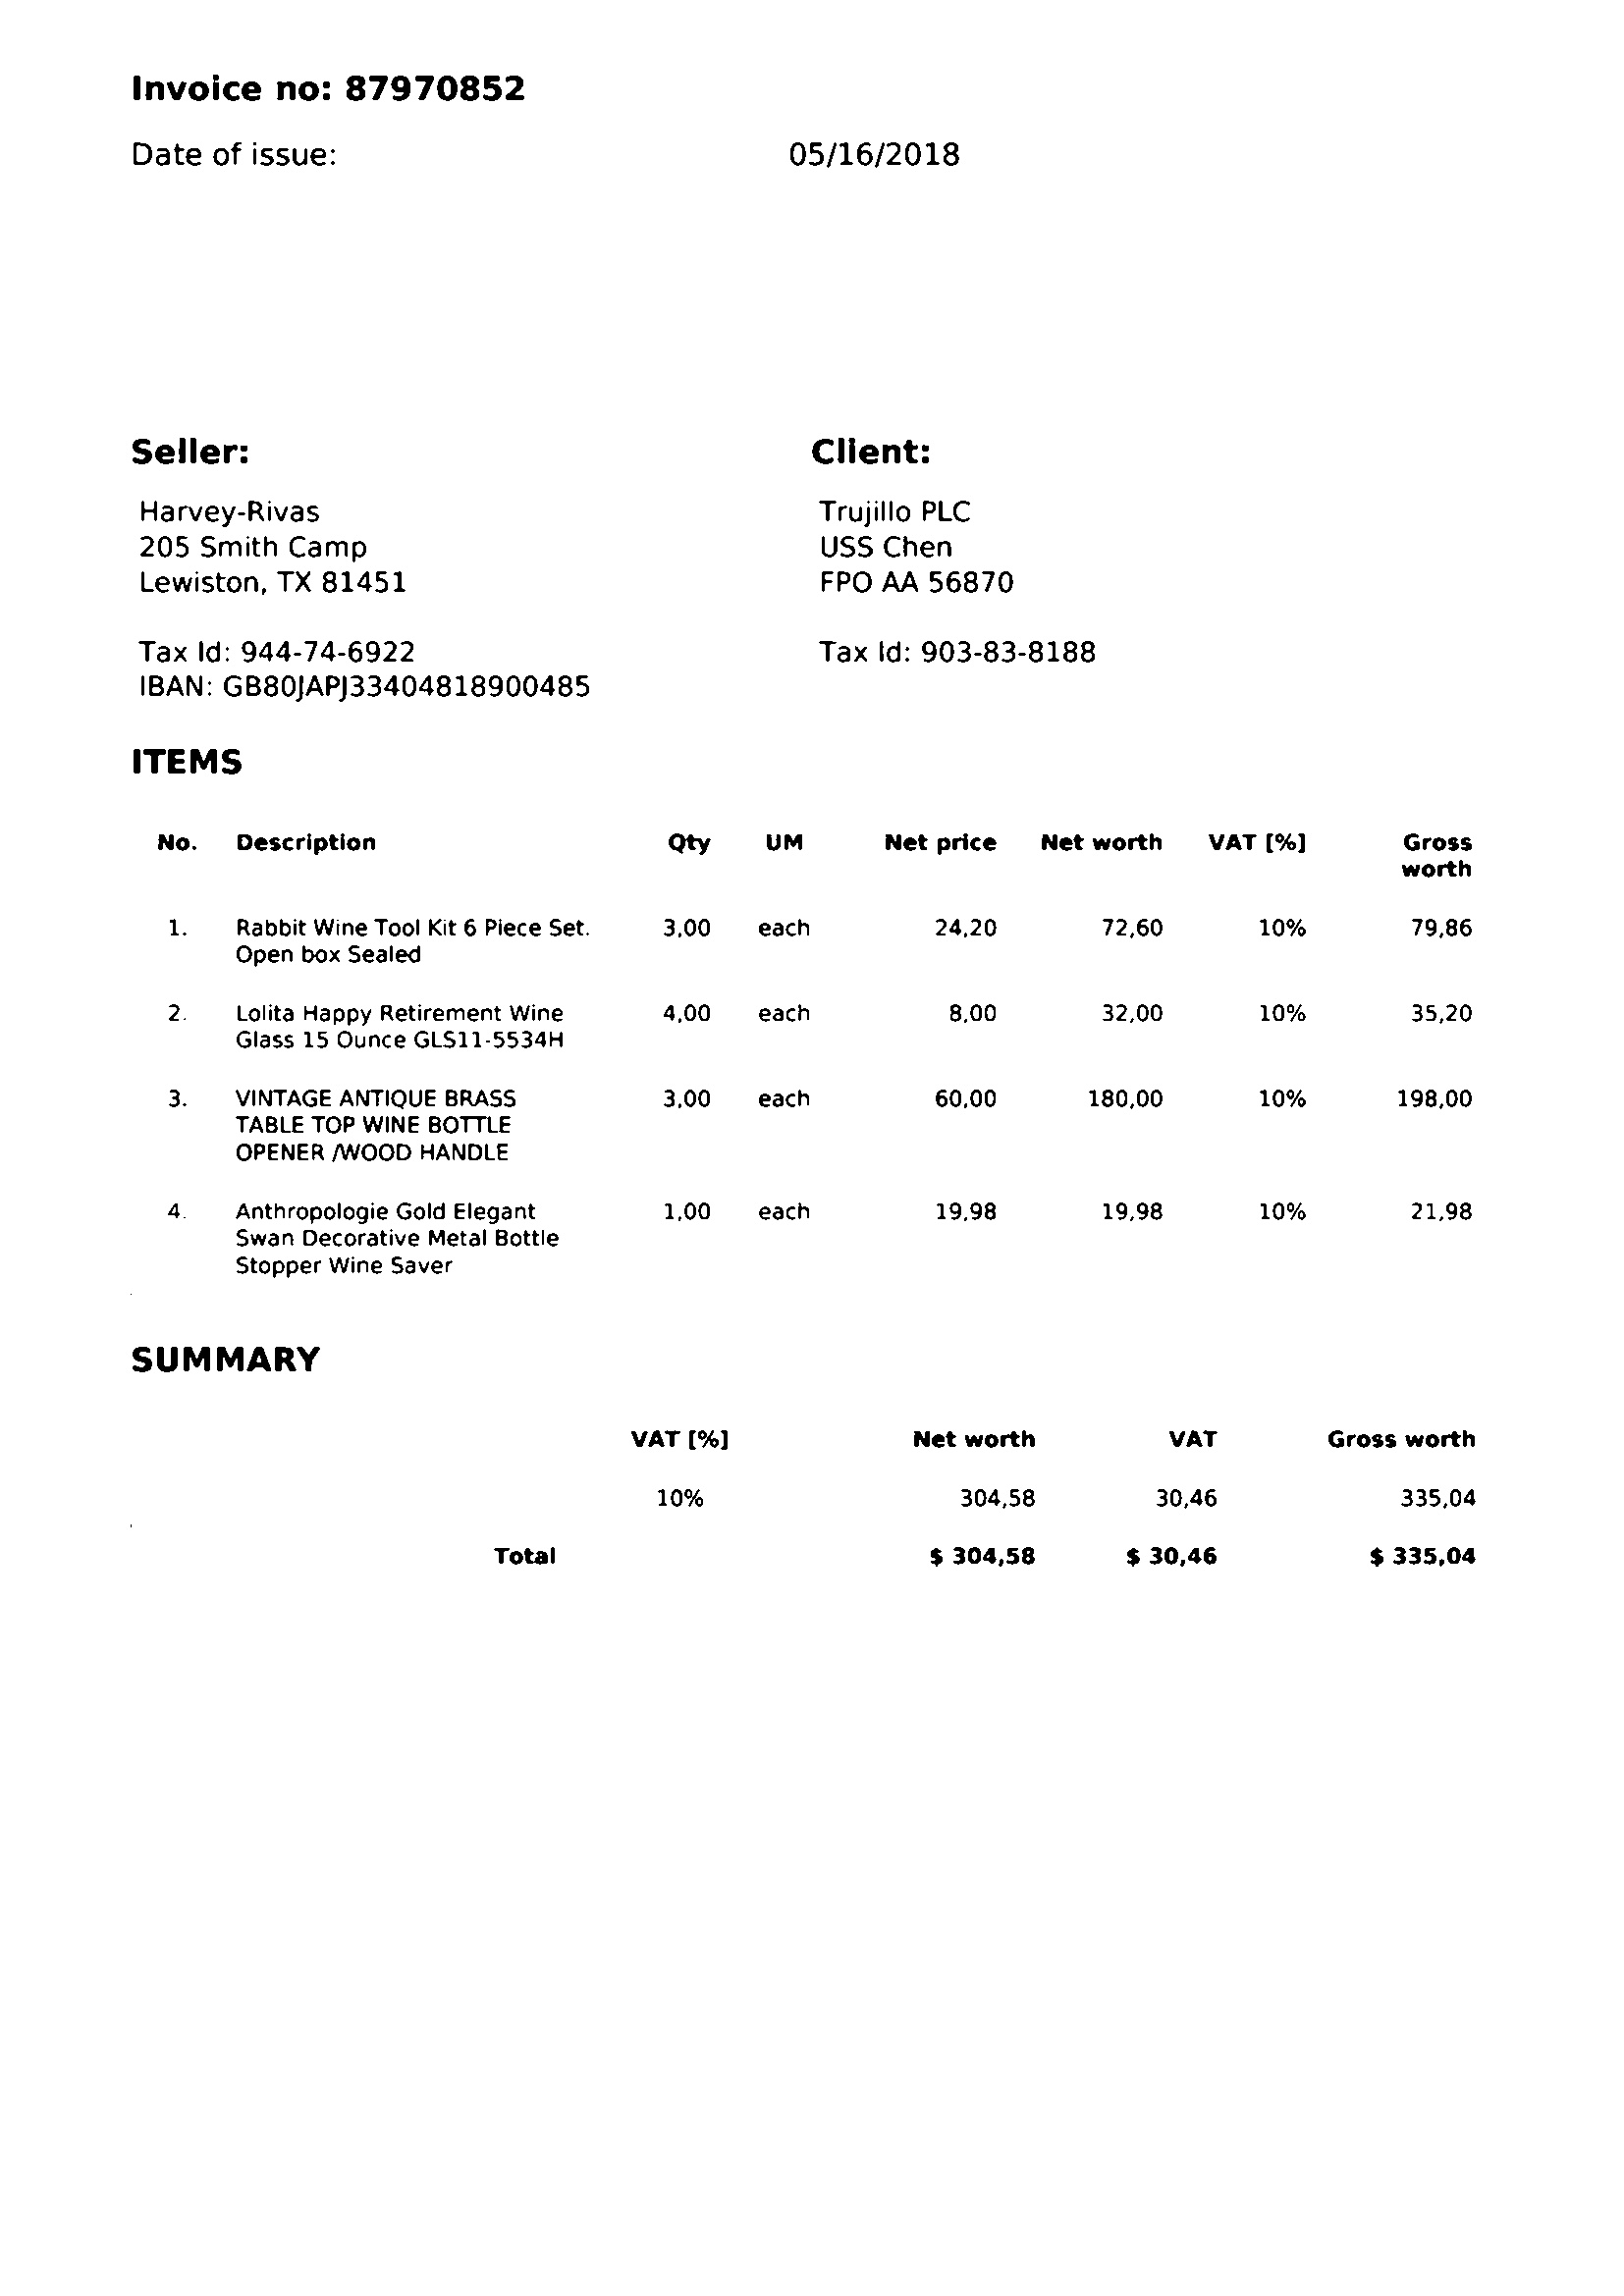 Invoice no: 87970852
Date of issue: 05/16/2018
Seller: Client:
Harvey-Rivas Trujillo PLC
205 Smith Camp USS Chen
Lewiston, TX 81451 FPO AA 56870
Tax Id: 944-74-6922 Tax Id: 903-83-8188
IBAN: GB80JAPJ33404818900485
ITEMS
No. Description Qty UM Net price Net worth VAT [%] Gross
worth
1. Rabbit Wine Tool Kit 6 Piece Set. 3,00 each 24,20 72,60 10% 79,86
Open box Sealed
2. Lolita Happy Retirement Wine 4,00 each 8,00 32,00 10% 35,20
Glass 15 Ounce GLS11-5534H
3. VINTAGE ANTIQUE BRASS 3,00 each 60,00 180,00 10% 198,00
TABLE TOP WINE BOTTLE
OPENER /WOOD HANDLE
4. Anthropologie Gold Elegant 1,00 each 19,98 19,98 10% 21,98
Swan Decorative Metal Bottle
Stopper Wine Saver
SUMMARY
VAT [%] Net worth VAT Gross worth
10% 304,58 30,46 335,04
Total $ 304,58 $ 30,46 $ 335,04